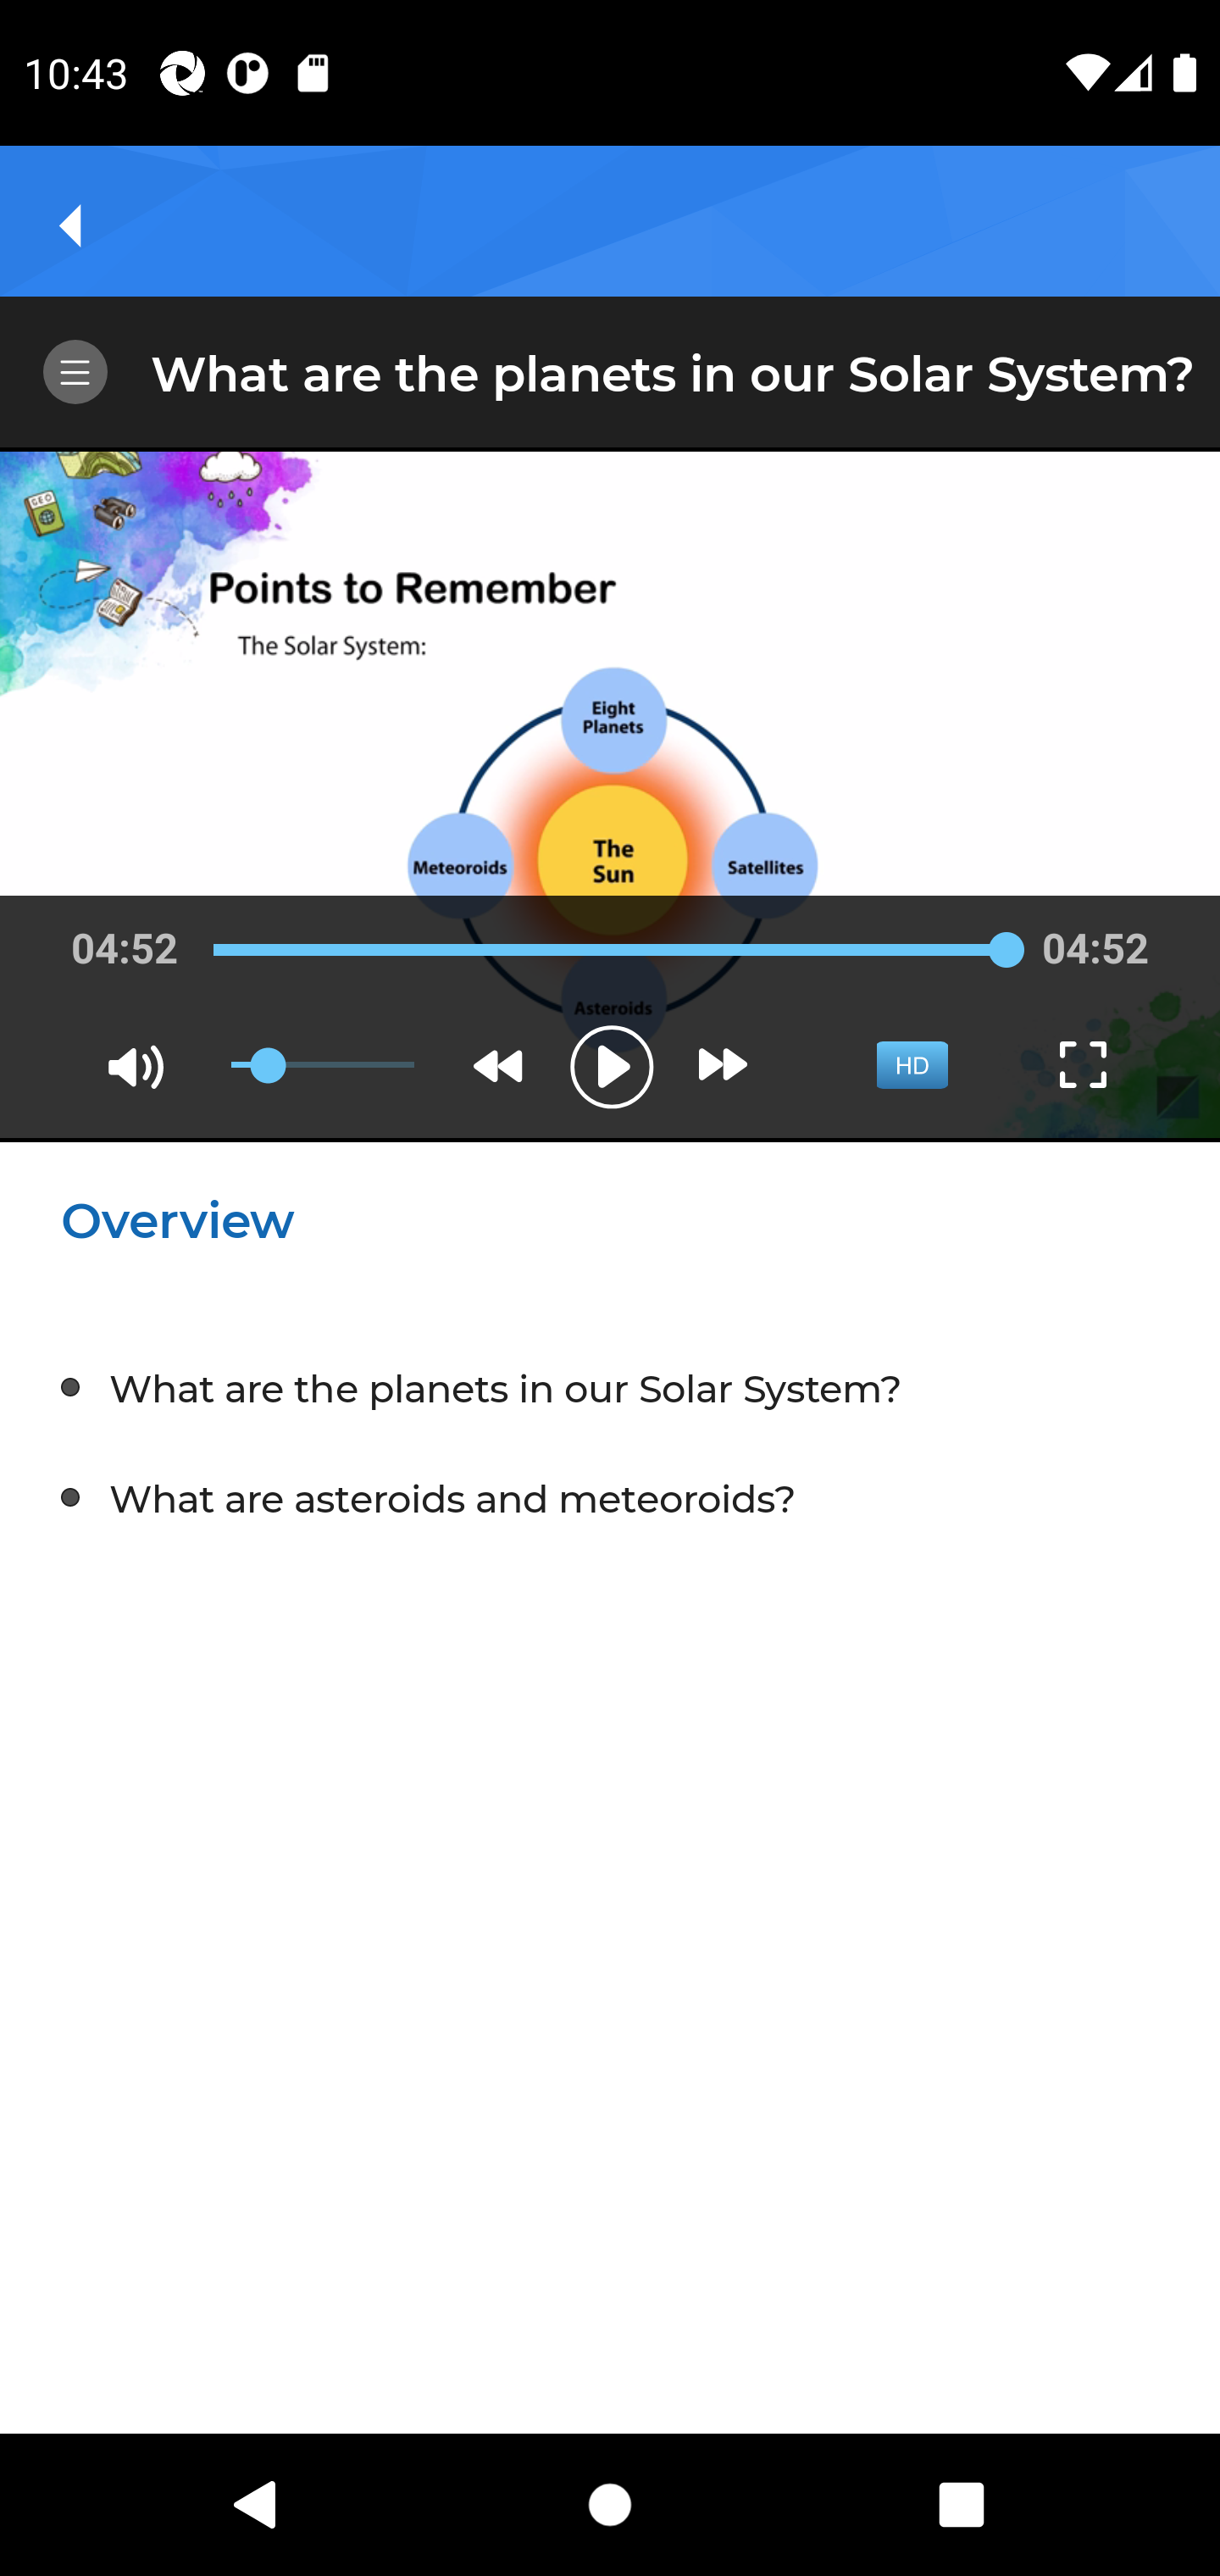 10:43
What are the planets in our Solar System?
GEO
Points to Remember
The Solar System:
Eight
Planets
Meteoroids
The
Sun
Satellites
Asteroids
04:52
04:52
HD
Overview
What are the planets in our Solar System?
What are asteroids and meteoroids?